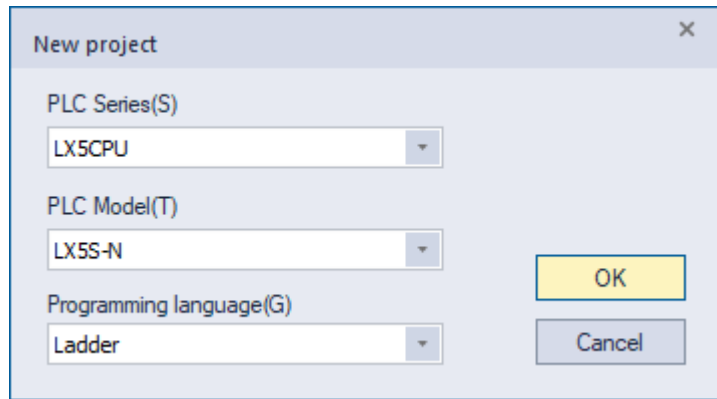 New project
PLC Series(S)
LX5CPU
PLC Model(T)
LX5S-N
OK
Programming language(G)
Ladder
Cancel